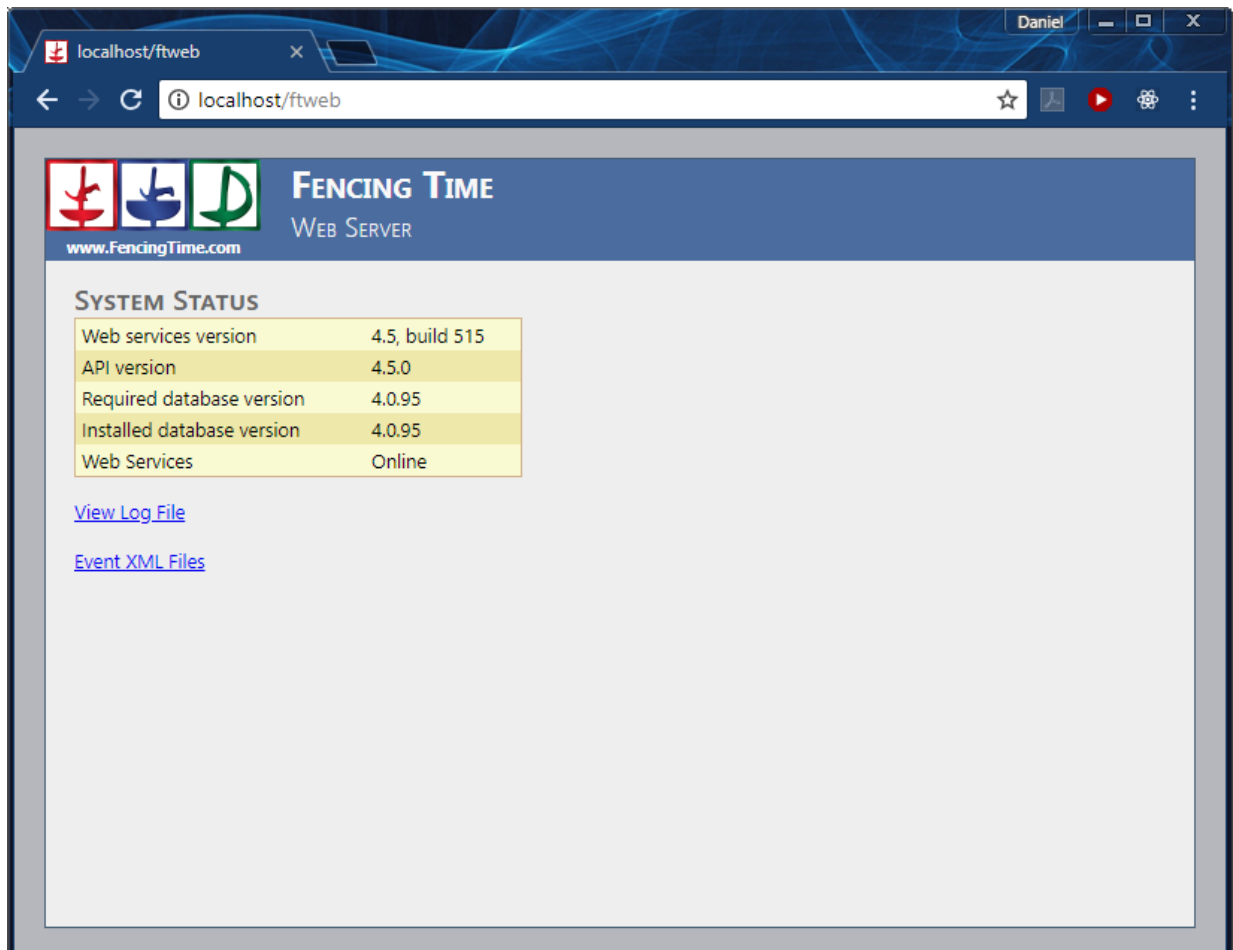 Daniel
localhost/ftweb
localhost/ftweb
FENCING TIME
WEB SERVER
www.FencingTime.com
SYSTEM STATUS
Web services version 4.5, build 515
API version 4.5.0
Required database version 4.0.95
Installed database version 4.0.95
Web Services Online
View Log File
Event XML Files